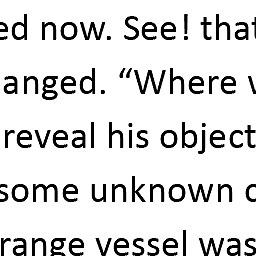 ed now. See! that
anged. “Where w
reveal his object
some unknown o
range vessel was